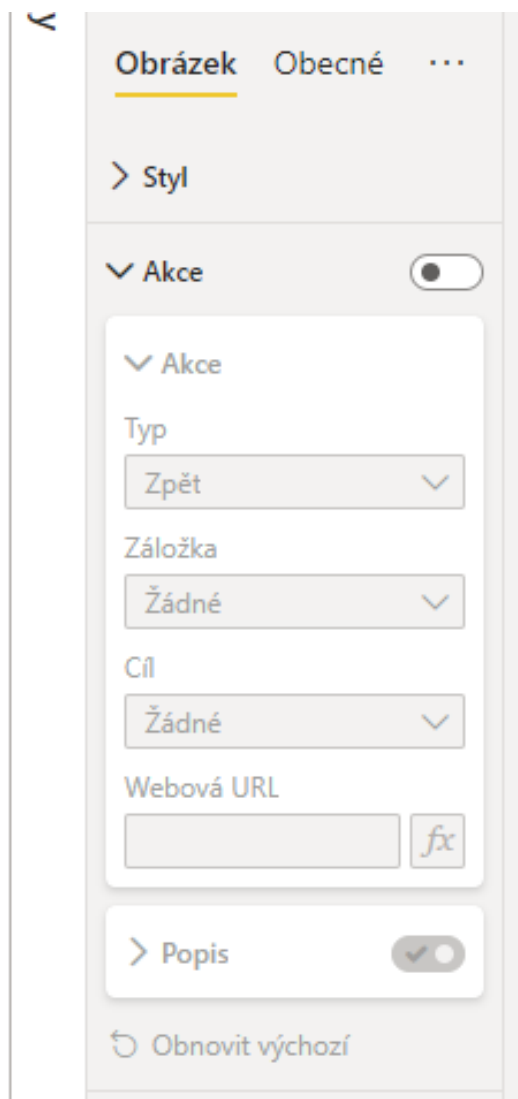 y
Obrázek Obecné ...
Styl
Akce
Akce
Typ
Zpět
Záložka
Žádné
Cíl
Žádné
Webová URL
fx
Popis
Obnovit výchozí